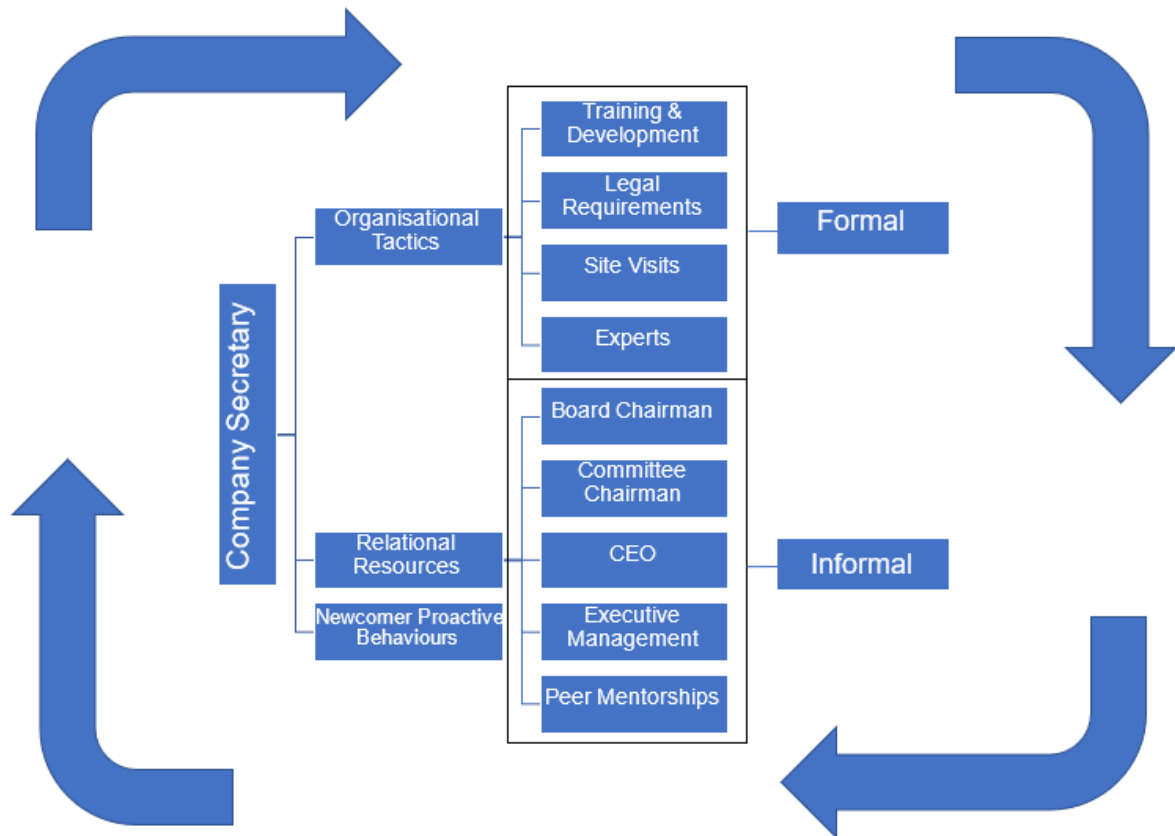 Company Secretary
Organisational
Tactics
Relational
Resources
Newcomer Proactive
Behaviours
Training &
Development
Legal
Requirements
Site Visits
Experts
Board Chairman
Committee
Chairman
CEO
Executive
Management
Peer Mentorships
Formal
Informal